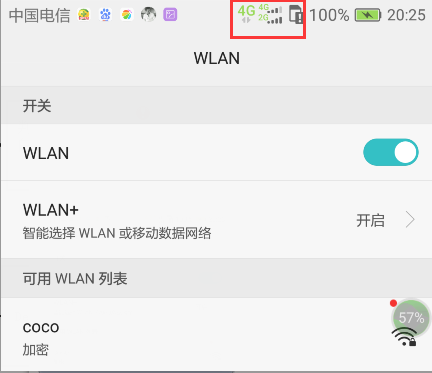 中国电信 4G 4G 2G 100% 20:25
WLAN
开关
WLAN
WLAN+
智能选择 WLAN 或移动数据网络
开启
可用 WLAN 列表
coco
加密
57%